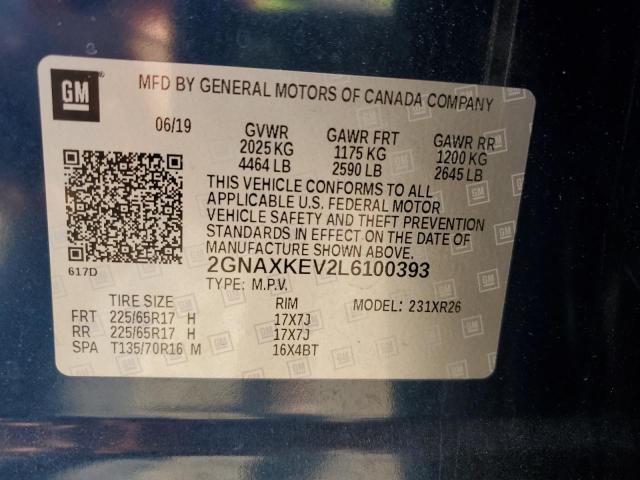 GM
MFD BY GENERAL MOTORS OF CANADA COMPANY
06/19 GVWR GAWR FRT GAWR RR
2025 KG 1175 KG 1200 KG
4464 LB 2590 LB 2645 LB
THIS VEHICLE CONFORMS TO ALL
APPLICABLE U.S. FEDERAL MOTOR
VEHICLE SAFETY AND THEFT PREVENTION
STANDARDS IN EFFECT ON THE DATE OF
MANUFACTURE SHOWN ABOVE.
617D
2GNAXKEV2L6100393
TYPE: M.P.V.
TIRE SIZE RIM MODEL: 231XR26
FRT 225/65R17 H 17X7J
RR 225/65R17 H 17X7J
SPA T135/70R16 M 16X4BT